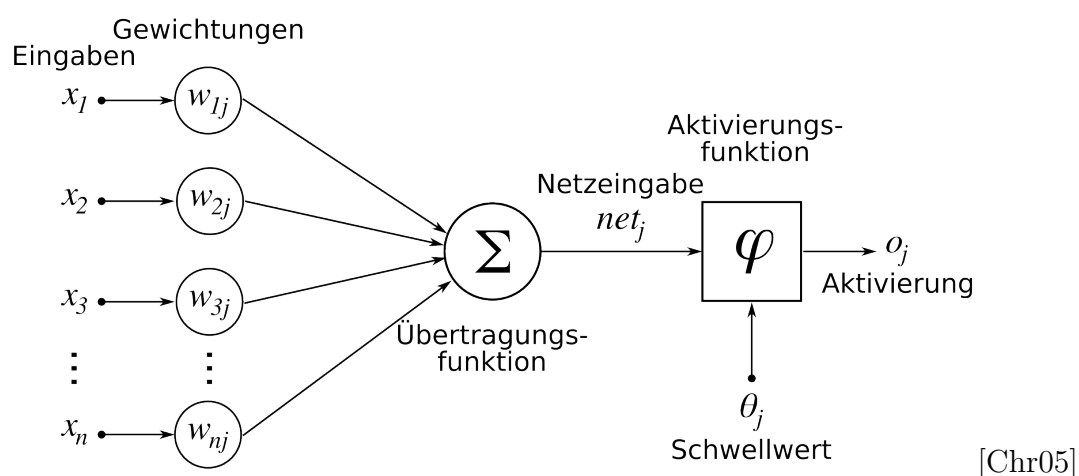 Gewichtungen
Eingaben
x1
w1j
x2
w2j
x3
w3j
⋮ ⋮
xn
wnj
Σ
Übertragungs-
funktion
Netzeingabe
netj
Aktivierungs-
funktion
φ
oj
Aktivierung
θj
Schwellwert
[Chr05]